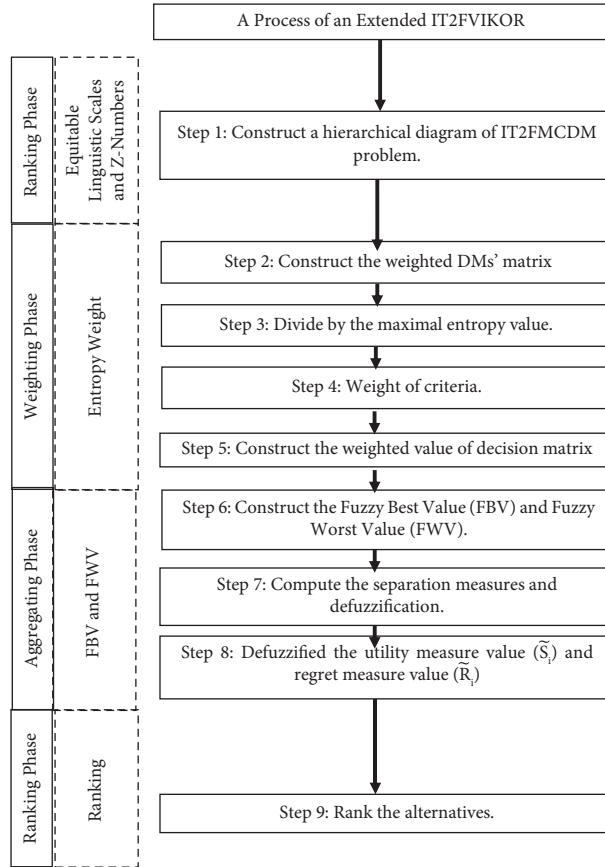 A Process of an Extended IT2FVIKOR
Ranking Phase
Equitable
Linguistic Scales
and Z-Numbers
Step 1: Construct a hierarchical diagram of IT2FMCDM
problem.
Weighting Phase
Entropy Weight
Step 2: Construct the weighted DMs’ matrix
Step 3: Divide by the maximal entropy value.
Step 4: Weight of criteria.
Step 5: Construct the weighted value of decision matrix
Aggregating Phase
FBV and FWV
Step 6: Construct the Fuzzy Best Value (FBV) and Fuzzy
Worst Value (FWV).
Step 7: Compute the separation measures and
defuzzification.
Step 8: Defuzzified the utility measure value (S̃ᵢ) and
regret measure value (R̃ᵢ)
Ranking Phase
Ranking
Step 9: Rank the alternatives.